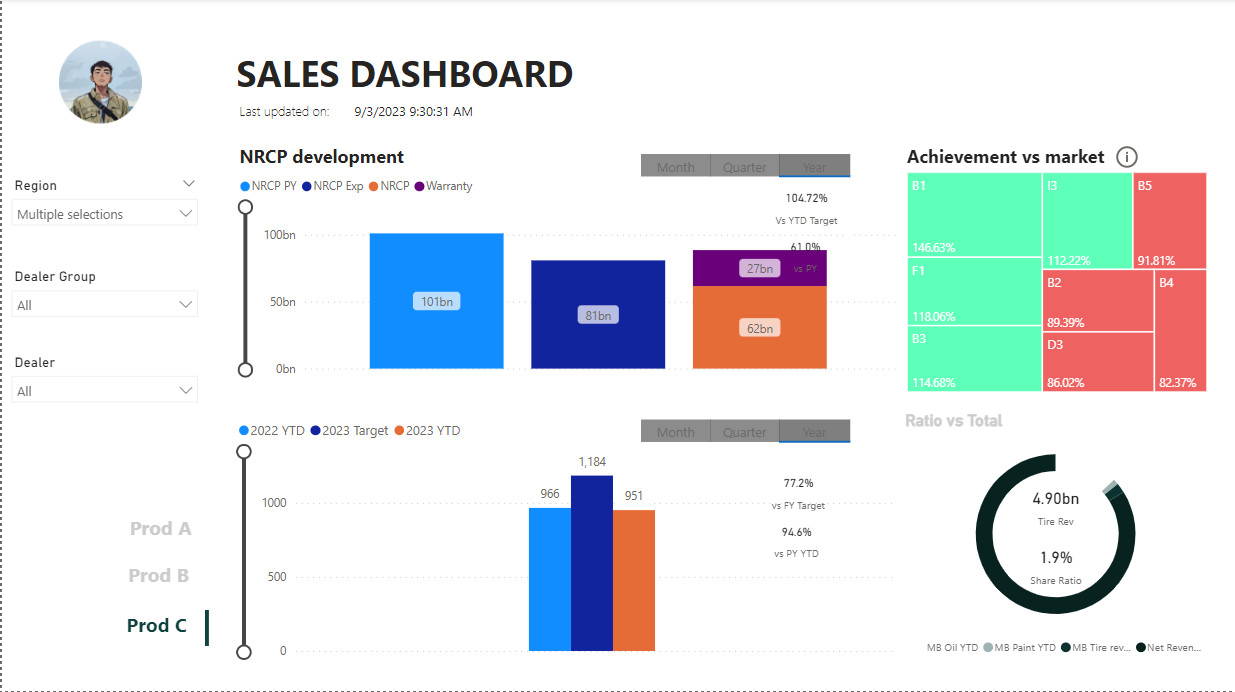 SALES DASHBOARD
Last updated on: 9/3/2023 9:30:31 AM
Region
Multiple selections
Dealer Group
All
Dealer
All
Prod A
Prod B
Prod C
NRCP development
Month Quarter Year
NRCP PY NRCP Exp NRCP Warranty
104.72%
Vs YTD Target
61.0%
vs PY
100bn
50bn
0bn
101bn
81bn
27bn
62bn
2022 YTD 2023 Target 2023 YTD
Month Quarter Year
1000
500
0
966
1,184
951
77.2%
vs FY Target
94.6%
vs PY YTD
Achievement vs market
B1
146.63%
F1
118.06%
B3
114.68%
I3
112.22%
B5
91.81%
B2
89.39%
D3
86.02%
B4
82.37%
Ratio vs Total
4.90bn
Tire Rev
1.9%
Share Ratio
MB Oil YTD MB Paint YTD MB Tire rev... Net Reven...